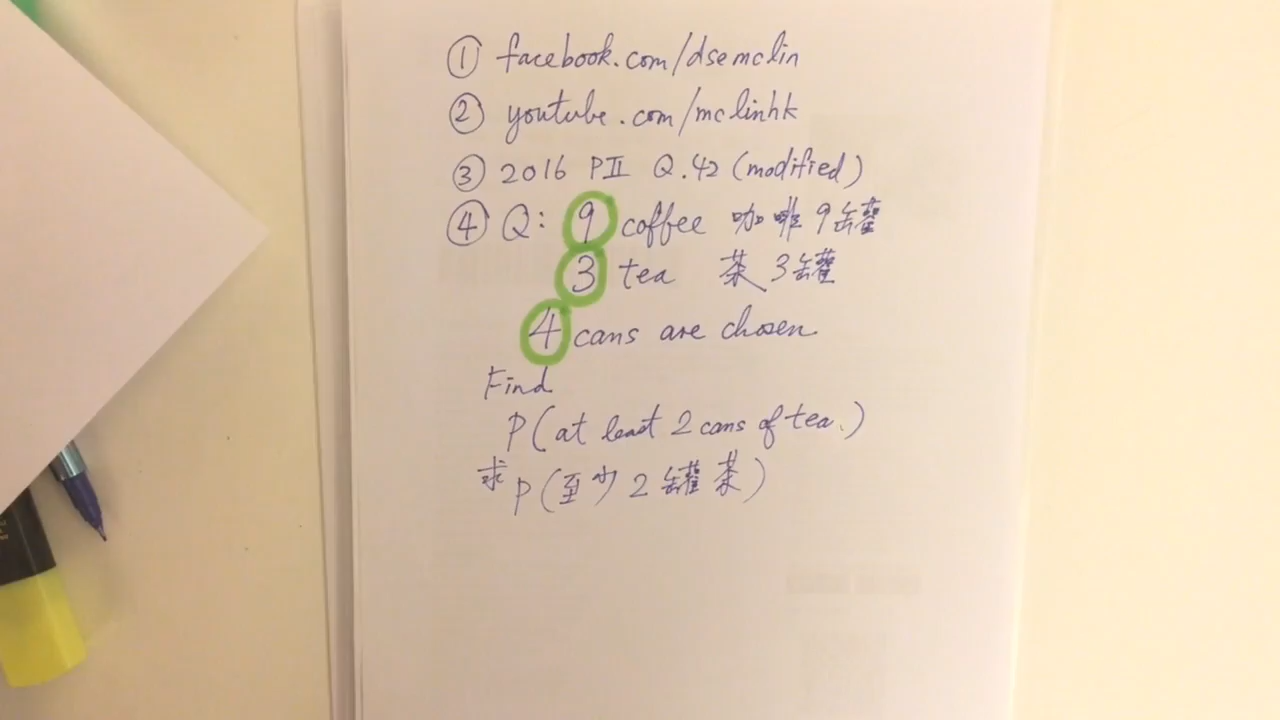 ① facebook.com/dsemclin
② youtube.com/mclinhk
③ 2016 PII Q.42 (modified)
④ Q: 9 coffee 咖啡 9罐
3 tea 茶 3罐
4 cans are chosen
Find
P(at least 2 cans of tea.)
求 P(至少 2 罐茶)